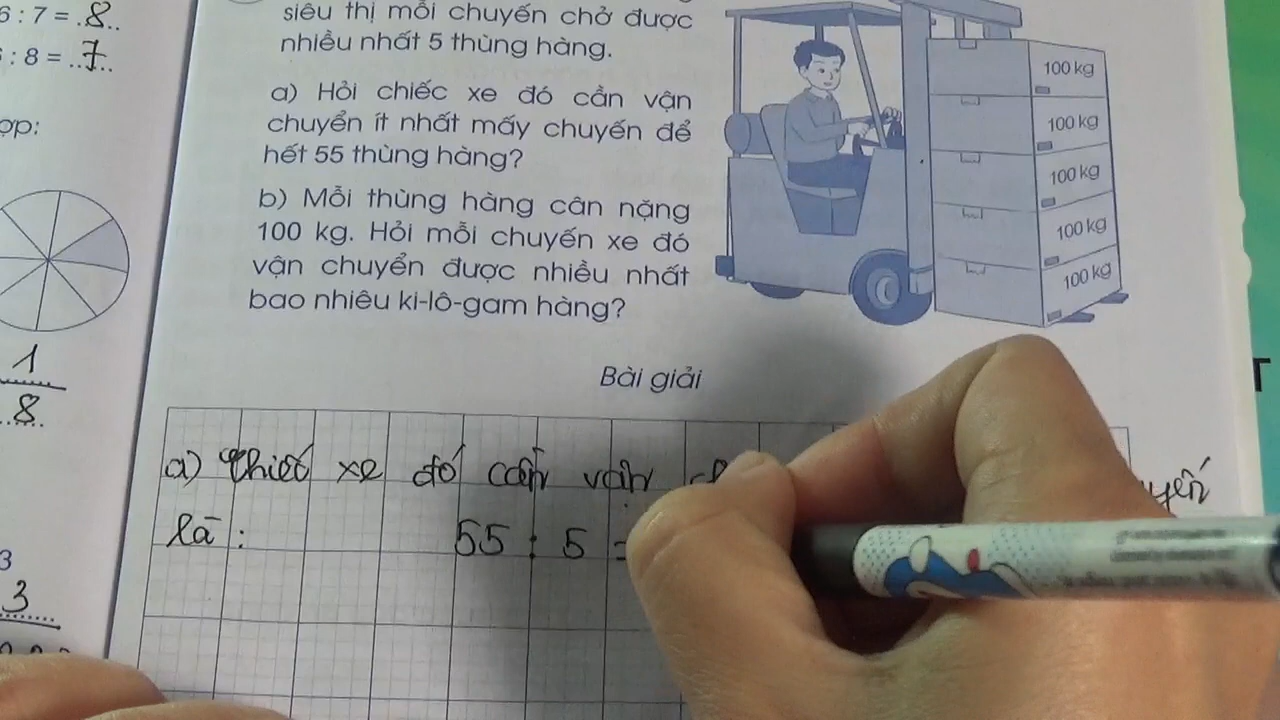 6 : 7 = .8..
: 8 = ..7..
ợp:
1
8
3
3
siêu thị mỗi chuyến chở được
nhiều nhất 5 thùng hàng.
a) Hỏi chiếc xe đó cần vận
chuyển ít nhất mấy chuyến để
hết 55 thùng hàng?
b) Mỗi thùng hàng cân nặng
100 kg. Hỏi mỗi chuyến xe đó
vận chuyển được nhiều nhất
bao nhiêu ki-lô-gam hàng?
100 kg
100 kg
100 kg
100 kg
100 kg
Bài giải
a) Chiếc xe đó cần vận
là: 55 : 5 =
T